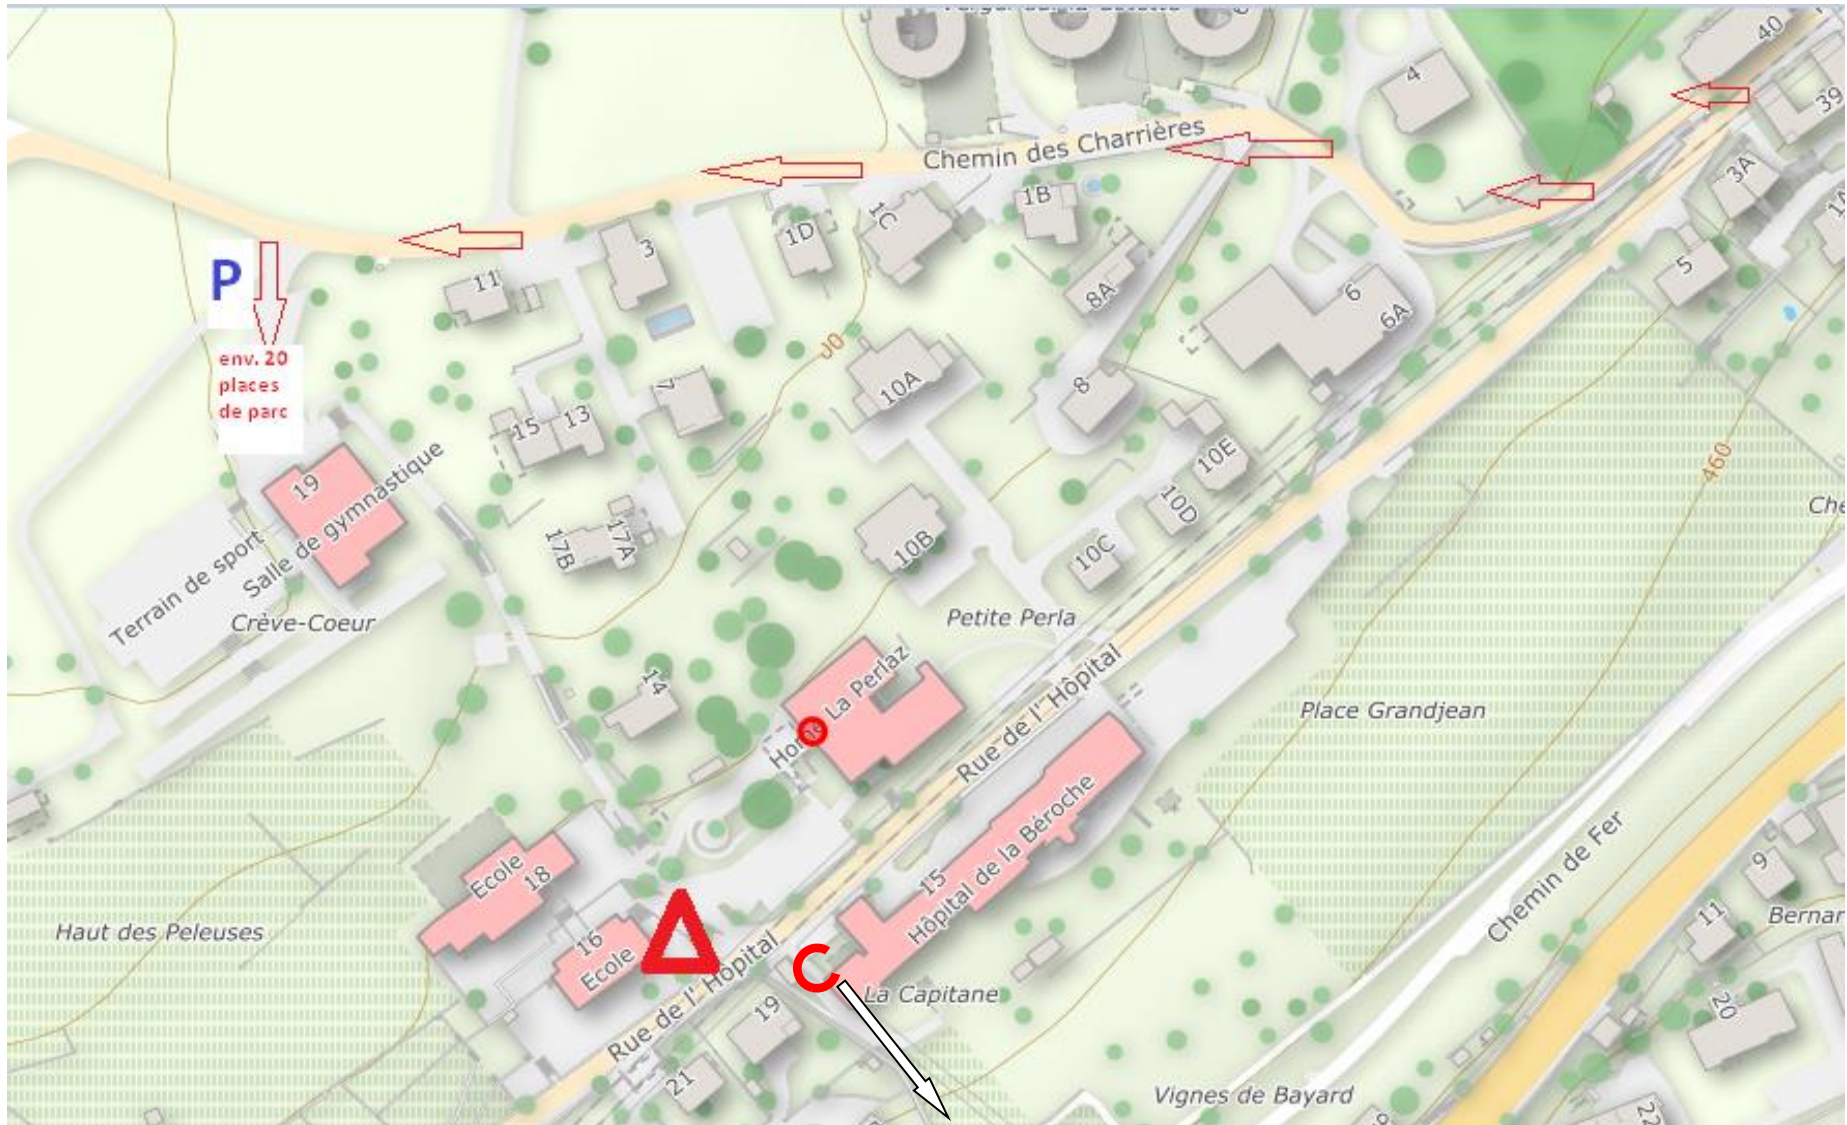 40
39
4
Chemin des Charrières
3A
1B
1C
1D
3
5
11
P
8A
6
6A
env. 20
places
de parc
10A
8
7
15
13
10E
460
19
Salle de gymnastique
Terrain de sport
10D
17A
17B
10B
10C
Crève-Coeur
Petite Perla
14
Home La Perlaz
Rue de l' Hôpital
Place Grandjean
Hôpital de la Béroche
15
Ecole
18
Chemin de Fer
9
11
Bernar
Haut des Peleuses
16
Ecole
Rue de l' Hôpital
C
La Capitane
19
20
21
Vignes de Bayard
22